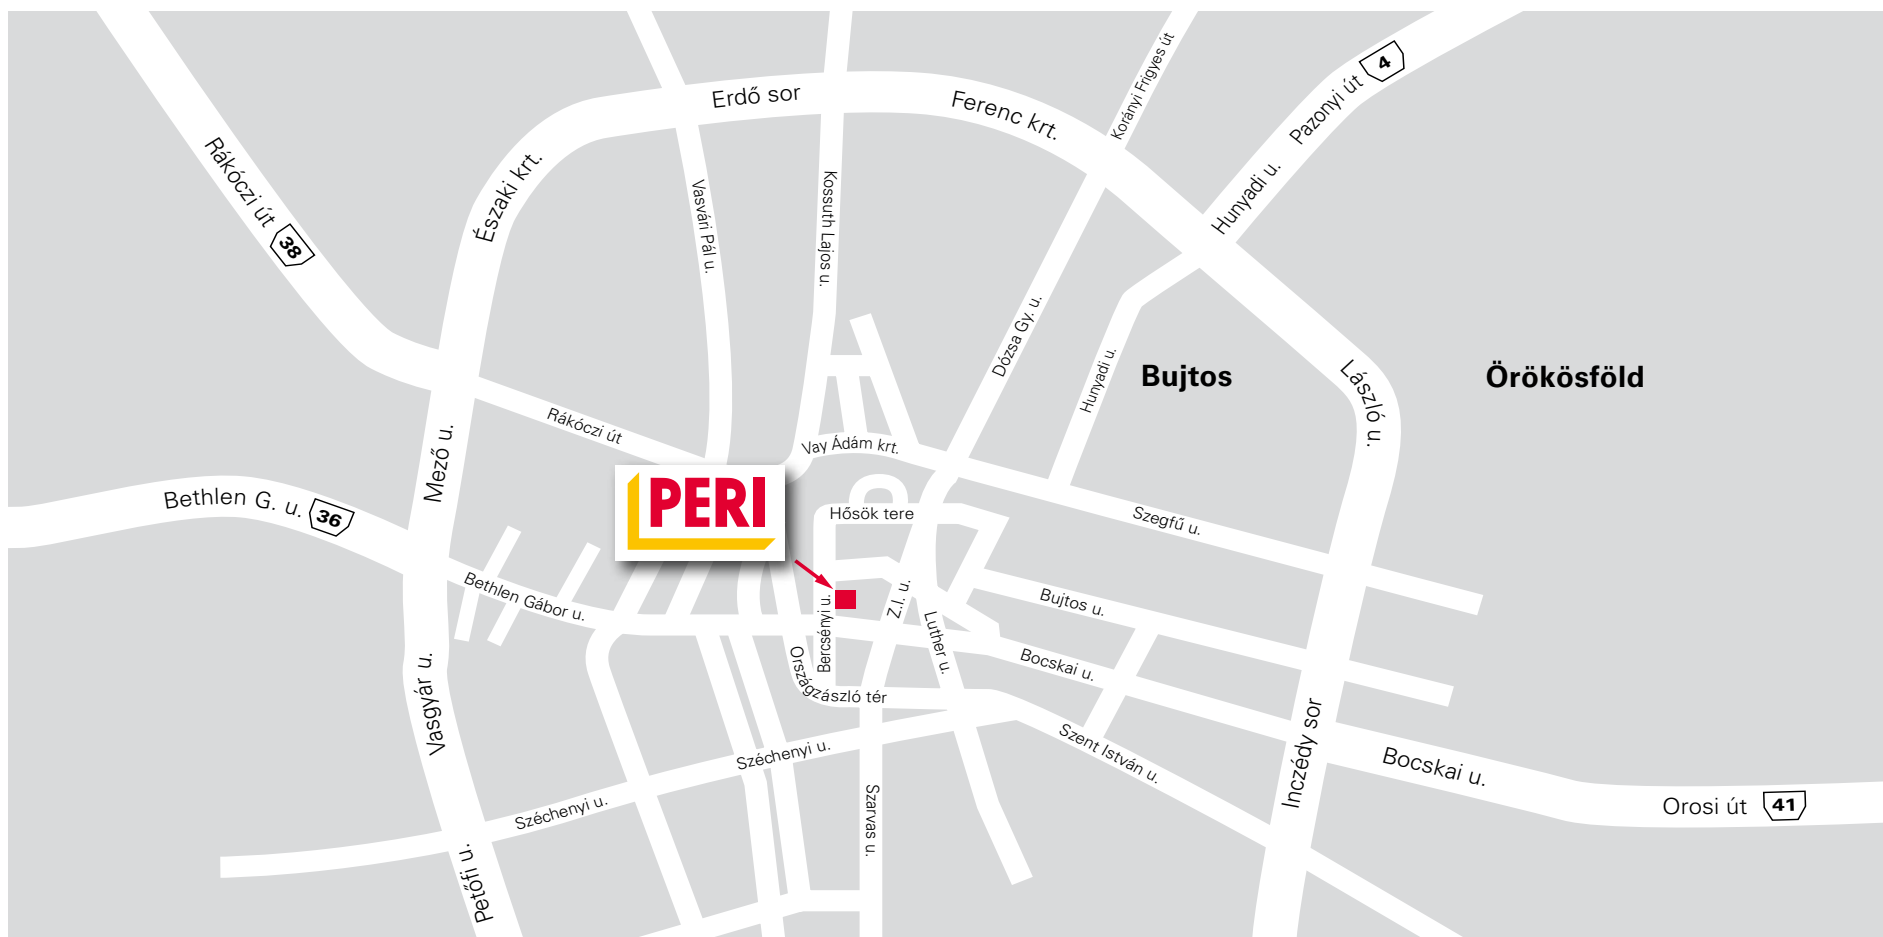 Erdő sor
Ferenc krt.
Korányi Frigyes út
Pazonyi út
4
Rákóczi út
38
Északi krt.
Vasvári Pál u.
Kossuth Lajos u.
Hunyadi u.
Dózsa Gy. u.
Hunyadi u.
Bujtos
László u.
Örökösföld
Rákóczi út
Mező u.
Vay Ádám krt.
Bethlen G. u.
36
PERI
Hősök tere
Szegfű u.
Bethlen Gábor u.
Bercsényi u.
Z.I. u.
Luther u.
Bujtos u.
Vasgyár u.
Országzászló tér
Bocskai u.
Széchenyi u.
Szent István u.
Inczédy sor
Bocskai u.
Széchenyi u.
Szarvas u.
Orosi út
41
Petőfi u.